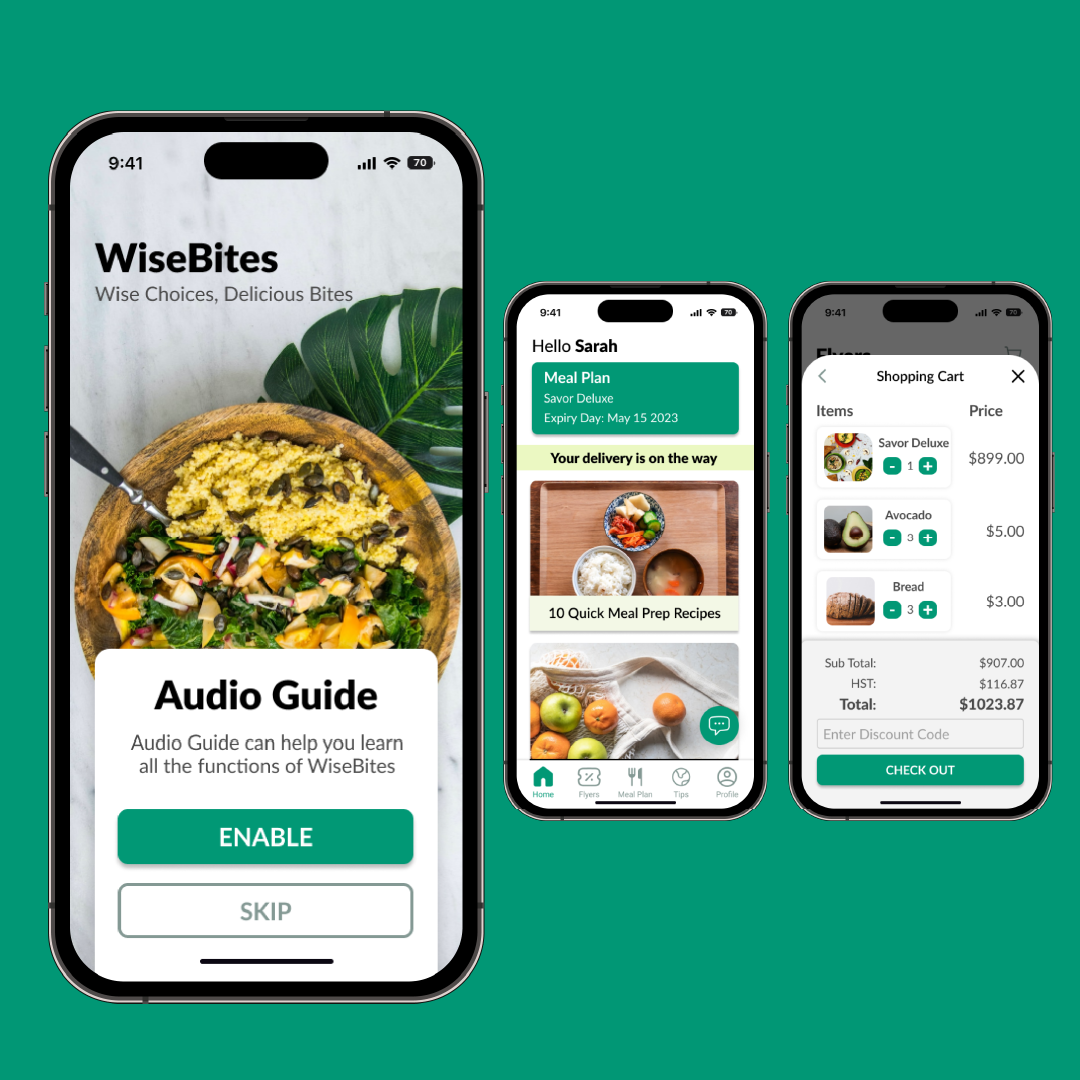 9:41
70
WiseBites
Wise Choices, Delicious Bites
Audio Guide
Audio Guide can help you learn
all the functions of WiseBites
ENABLE
SKIP
9:41
70
Hello Sarah
Meal Plan
Savor Deluxe
Expiry Day: May 15 2023
Your delivery is on the way
10 Quick Meal Prep Recipes
Home Flyers Meal Plan Tips Profile
9:41
70
Flyers
Shopping Cart
Items Price
Savor Deluxe
- 1 + $899.00
Avocado
- 3 + $5.00
Bread
- 3 + $3.00
Sub Total: $907.00
HST: $116.87
Total: $1023.87
Enter Discount Code
CHECK OUT